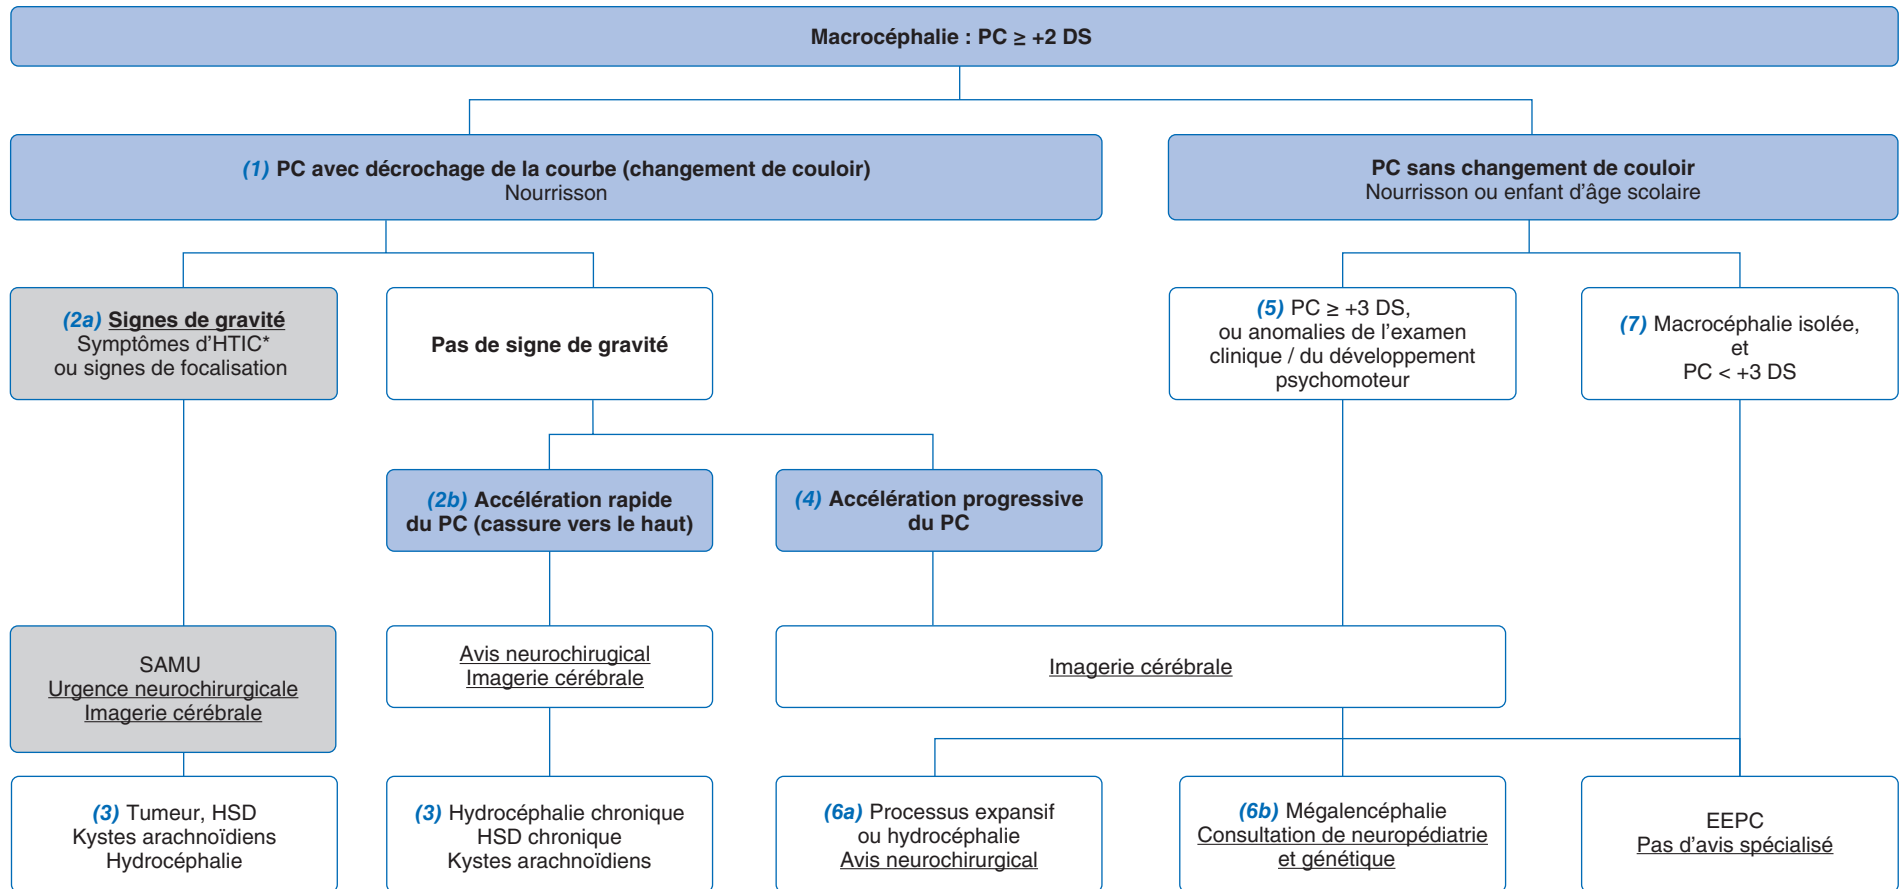 Macrocéphalie : PC ≥ +2 DS
(1) PC avec décrochage de la courbe (changement de couloir)
Nourrisson
PC sans changement de couloir
Nourrisson ou enfant d'âge scolaire
(2a) Signes de gravité
Symptômes d'HTIC*
ou signes de focalisation
Pas de signe de gravité
(5) PC ≥ +3 DS,
ou anomalies de l'examen
clinique / du développement
psychomoteur
(7) Macrocéphalie isolée,
et
PC < +3 DS
(2b) Accélération rapide
du PC (cassure vers le haut)
(4) Accélération progressive
du PC
SAMU
Urgence neurochirurgicale
Imagerie cérébrale
Avis neurochirugical
Imagerie cérébrale
Imagerie cérébrale
(3) Tumeur, HSD
Kystes arachnoïdiens
Hydrocéphalie
(3) Hydrocéphalie chronique
HSD chronique
Kystes arachnoïdiens
(6a) Processus expansif
ou hydrocéphalie
Avis neurochirurgical
(6b) Mégalencéphalie
Consultation de neuropédiatrie
et génétique
EEPC
Pas d'avis spécialisé